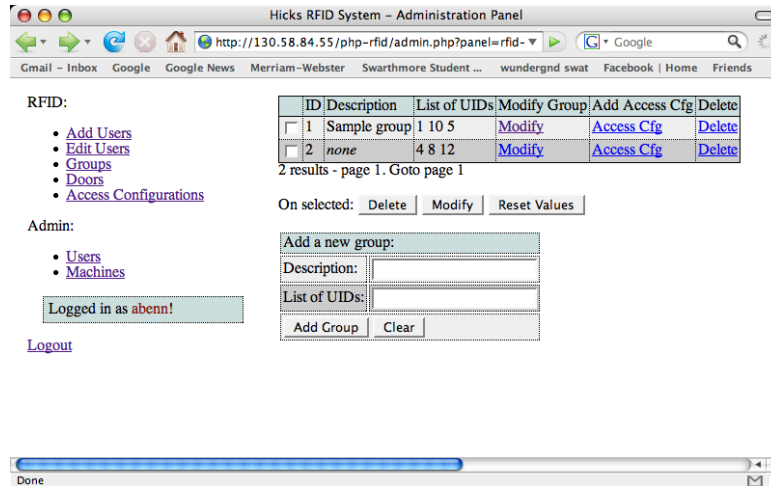 Hicks RFID System – Administration Panel
http://130.58.84.55/php-rfid/admin.php?panel=rfid-
G Google
Gmail – Inbox Google Google News Merriam-Webster Swarthmore Student ... wundergnd swat Facebook | Home Friends
RFID:
Add Users
Edit Users
Groups
Doors
Access Configurations
Admin:
Users
Machines
Logged in as abenn!
Logout
ID Description List of UIDs Modify Group Add Access Cfg Delete
1 Sample group 1 10 5 Modify Access Cfg Delete
2 none 4 8 12 Modify Access Cfg Delete
2 results - page 1. Goto page 1
On selected: Delete Modify Reset Values
Add a new group:
Description:
List of UIDs:
Add Group Clear
Done